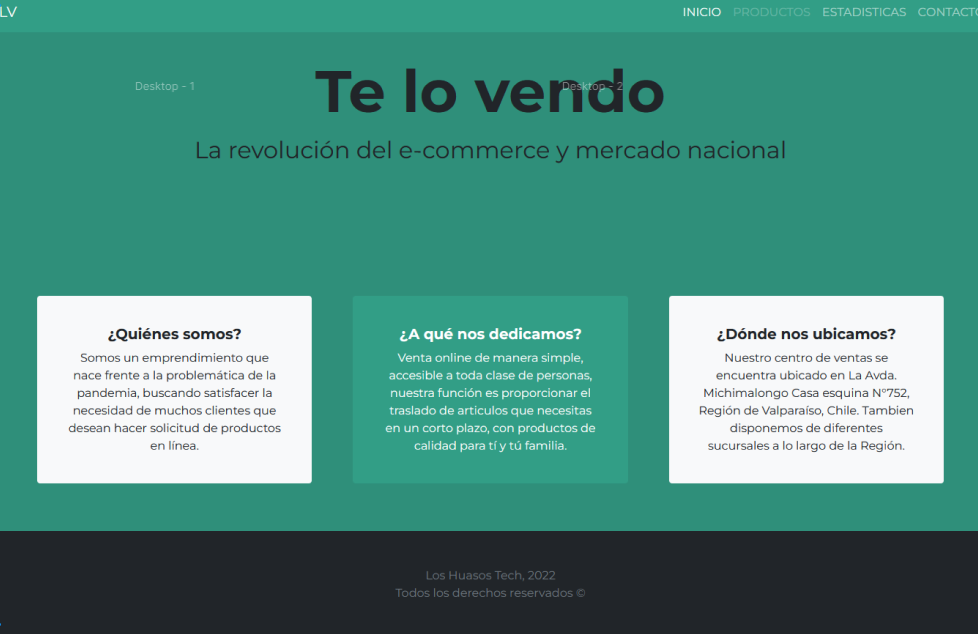 LV
INICIO PRODUCTOS ESTADISTICAS CONTACTO
Desktop - 1
Desktop - 2
Te lo vendo
La revolución del e-commerce y mercado nacional
¿Quiénes somos?
Somos un emprendimiento que
nace frente a la problemática de la
pandemia, buscando satisfacer la
necesidad de muchos clientes que
desean hacer solicitud de productos
en línea.
¿A qué nos dedicamos?
Venta online de manera simple,
accesible a toda clase de personas,
nuestra función es proporcionar el
traslado de articulos que necesitas
en un corto plazo, con productos de
calidad para tí y tú familia.
¿Dónde nos ubicamos?
Nuestro centro de ventas se
encuentra ubicado en La Avda.
Michimalongo Casa esquina N°752,
Región de Valparaíso, Chile. Tambien
disponemos de diferentes
sucursales a lo largo de la Región.
Los Huasos Tech, 2022
Todos los derechos reservados ©